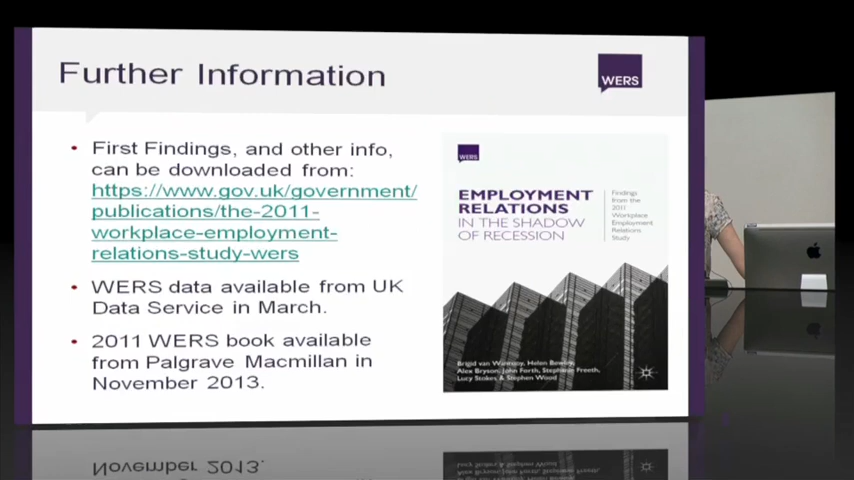 Further Information
WERS
• First Findings, and other info,
can be downloaded from:
https://www.gov.uk/government/
publications/the-2011-
workplace-employment-
relations-study-wers
• WERS data available from UK
Data Service in March.
• 2011 WERS book available
from Palgrave Macmillan in
November 2013.
WERS
EMPLOYMENT
RELATIONS
IN THE SHADOW
OF RECESSION
Findings
from the
2011
Workplace
Employment
Relations
Study
Brigid van Wanrooy, Helen Bewley,
Alex Bryson, John Forth, Stephanie Freeth,
Lucy Stokes & Stephen Wood